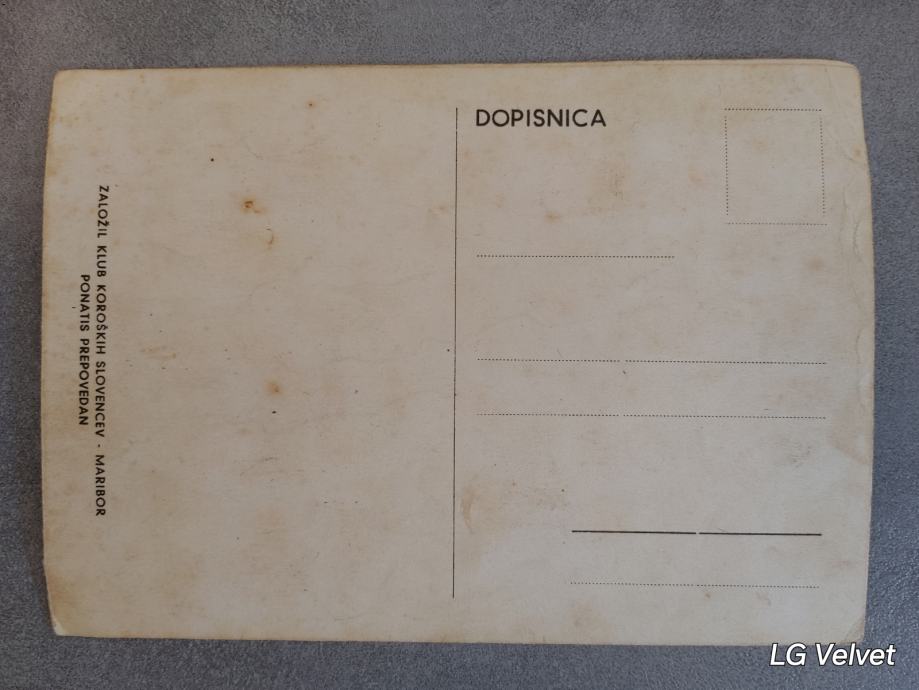 DOPISNICA
ZALOŽIL KLUB KOROŠKIH SLOVENCEV - MARIBOR
PONATIS PREPOVEDAN
LG Velvet